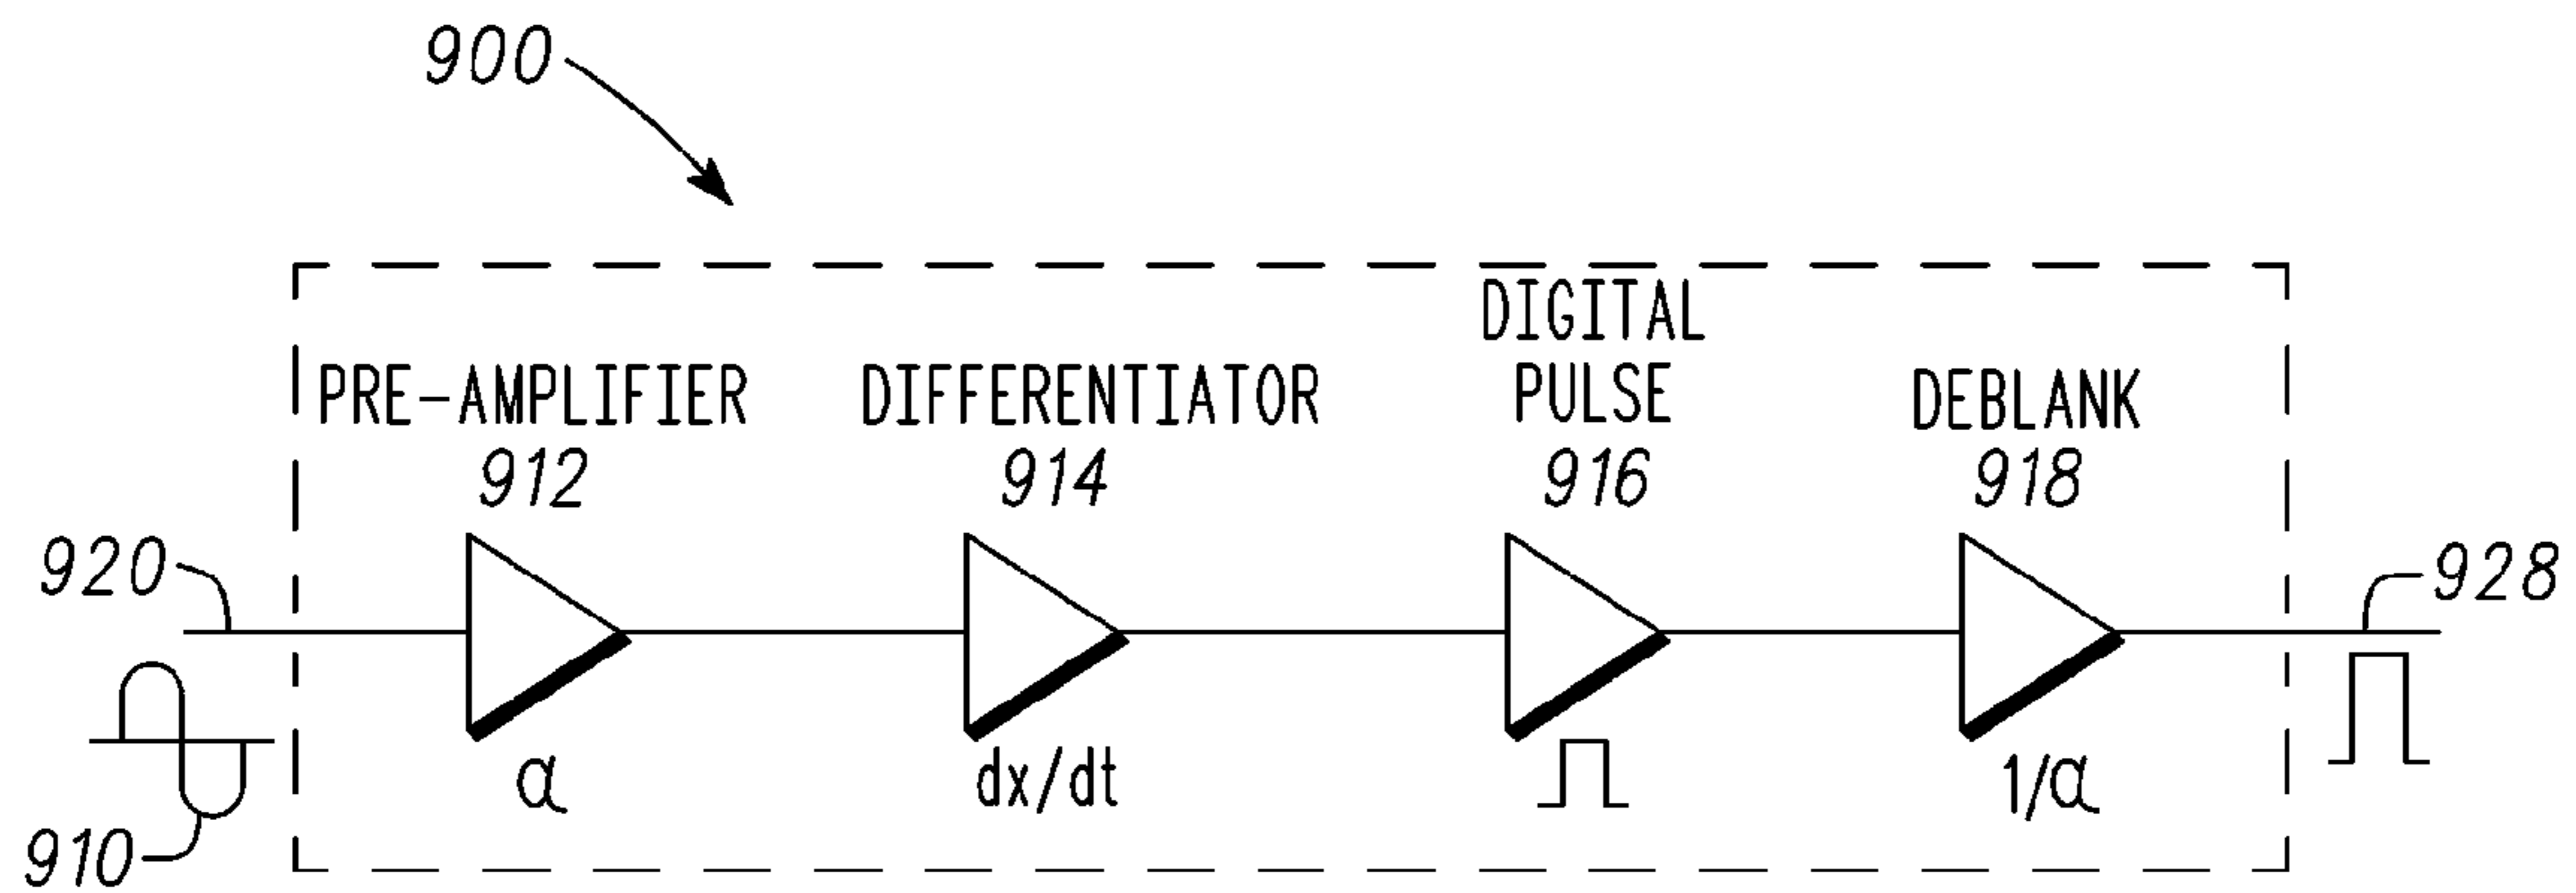 900
DIGITAL
PULSE
916
PRE-AMPLIFIER
912
DIFFERENTIATOR
914
DEBLANK
918
920
928
910
α
dx/dt
1/α